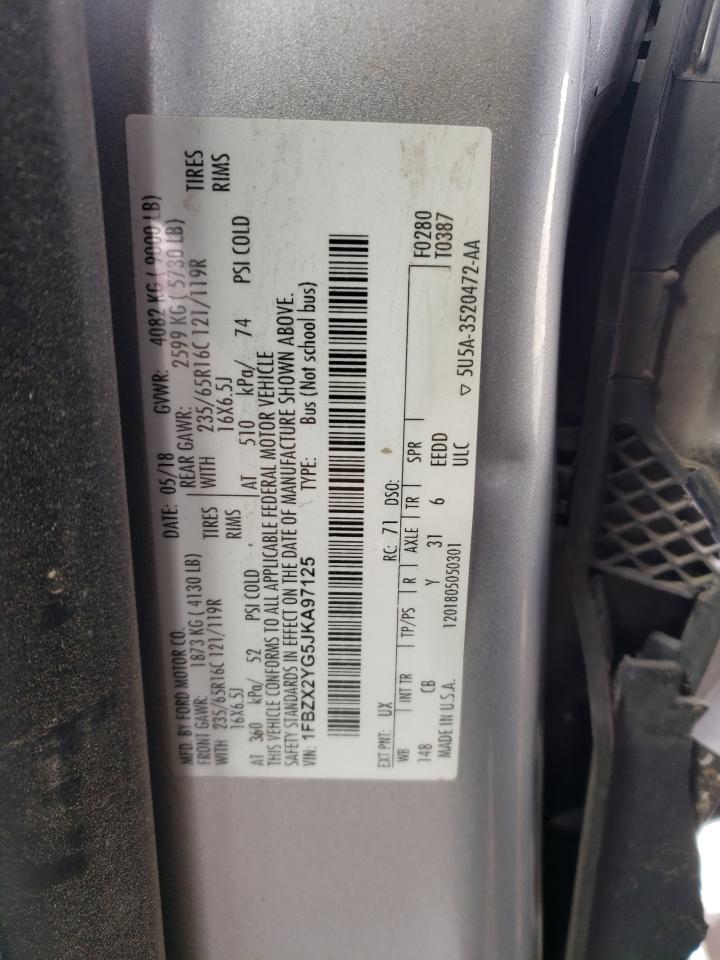 MFD. BY FORD MOTOR CO. DATE: 05/18 GVWR: 4082 KG ( 9000 LB)
FRONT GAWR: 1873 KG ( 4130 LB) REAR GAWR: 2599 KG ( 5730 LB)
WITH 235/65R16C 121/119R TIRES WITH 235/65R16C 121/119R TIRES
16X6.5J RIMS 16X6.5J RIMS
AT 360 kPa/ 52 PSI COLD AT 510 kPa/ 74 PSI COLD
THIS VEHICLE CONFORMS TO ALL APPLICABLE FEDERAL MOTOR VEHICLE
SAFETY STANDARDS IN EFFECT ON THE DATE OF MANUFACTURE SHOWN ABOVE.
VIN: 1FBZX2YG5JKA97125 TYPE: Bus (Not school bus)
EXT PNT: UX RC: 71 DSO:
WB INT TR TP/PS R AXLE TR SPR F0280
148 CB Y 31 6 EEDD T0387
MADE IN U.S.A. 1201805050301 ULC
▽ 5U5A-3520472-AA